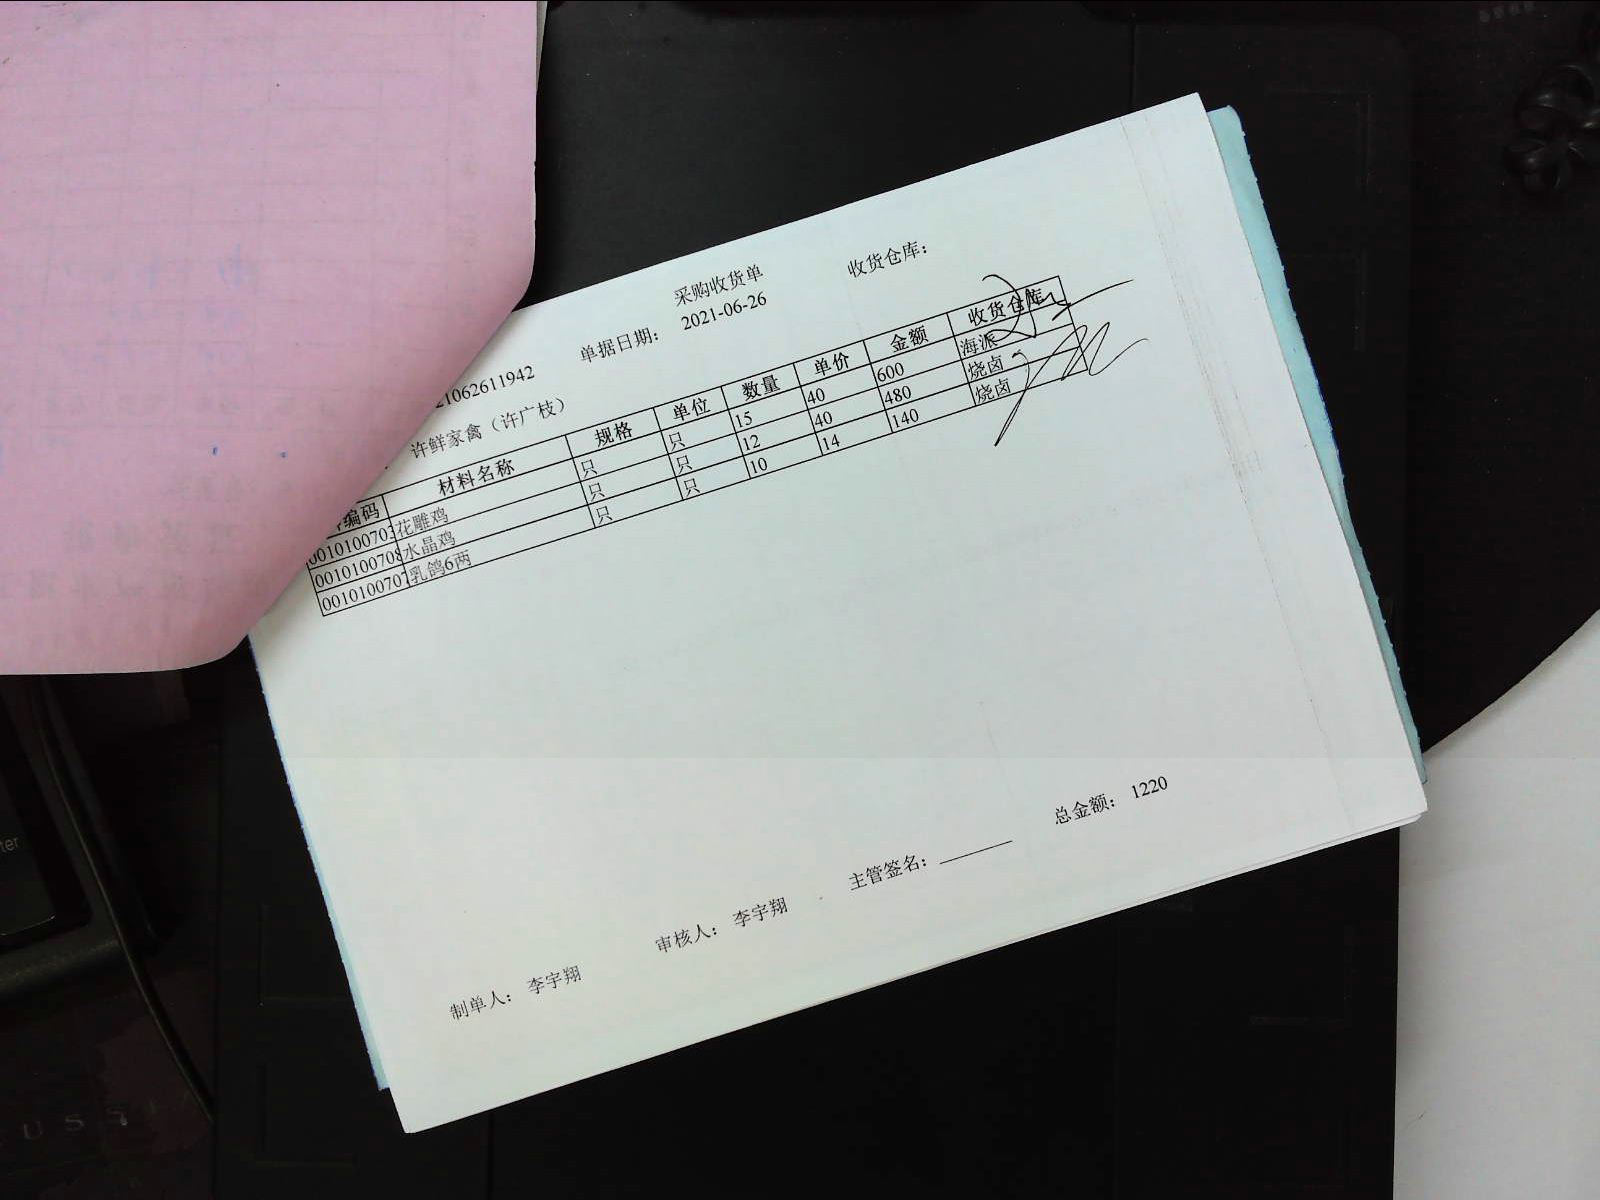 采购收货单
收货仓库：
单据日期： 2021-06-26
21062611942
许鲜家禽（许广枝）
编码 材料名称 规格 单位 数量 单价 金额 收货仓库
001010070 花雕鸡 只 只 15 40 600 海派
0010100708 水晶鸡 只 只 12 40 480 烧卤
001010070 乳鸽6两 只 只 10 14 140 烧卤
总金额： 1220
制单人： 李宇翔 审核人： 李宇翔 主管签名：